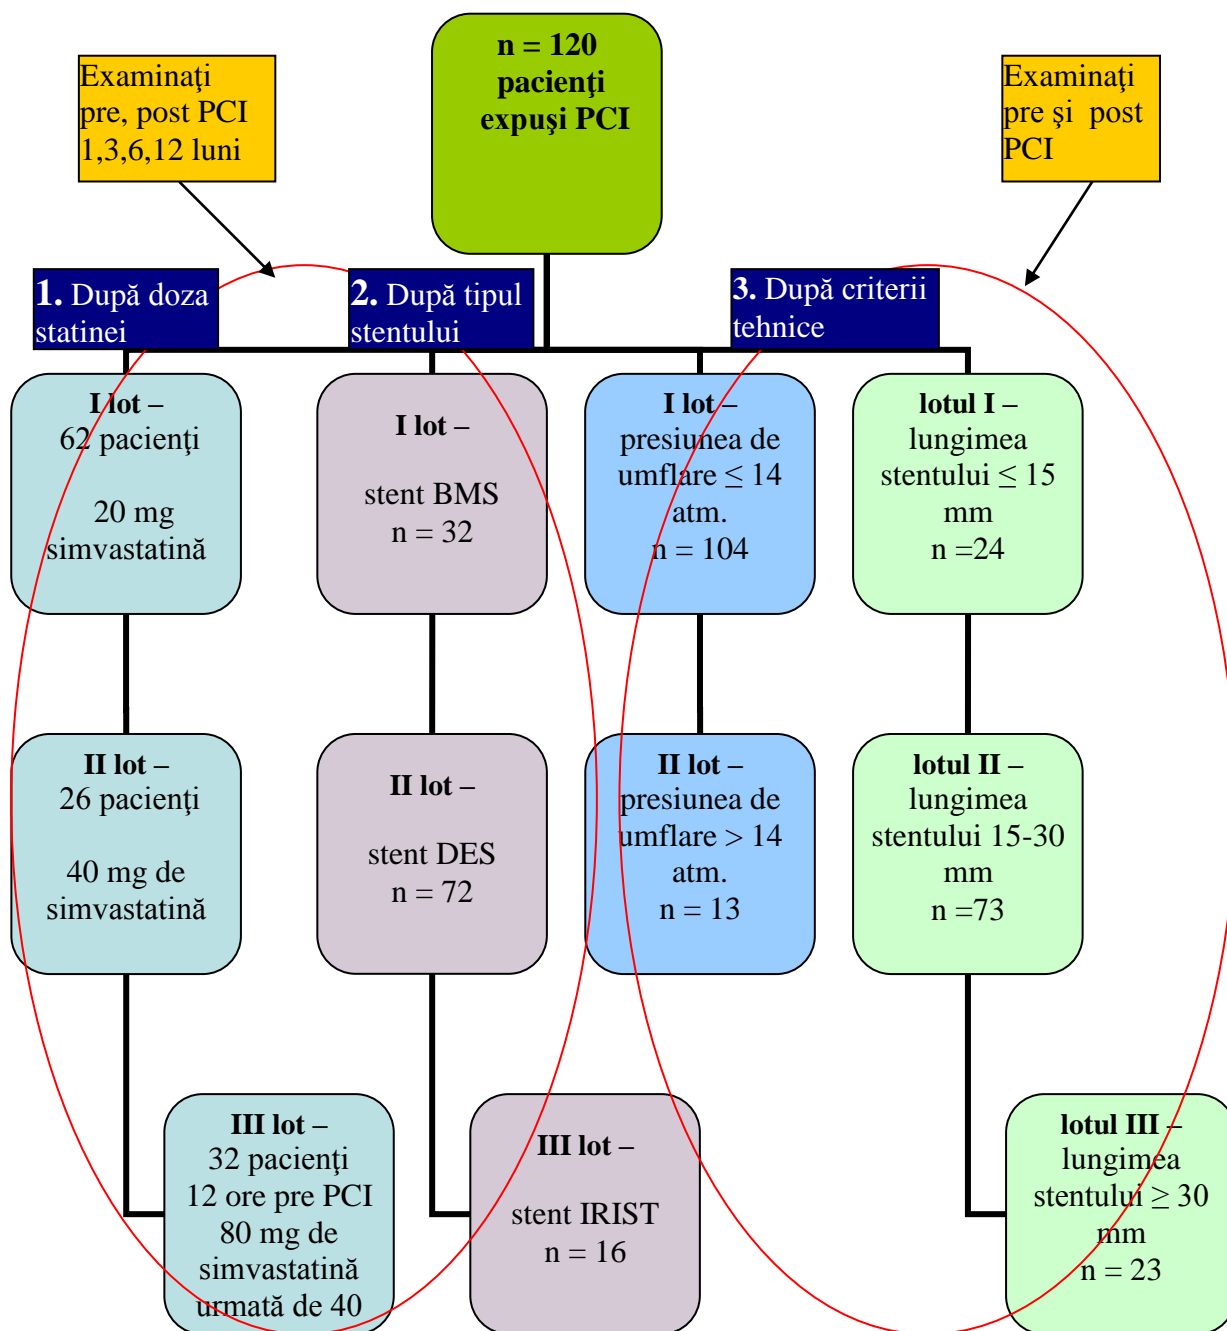 n = 120
pacienţi
expuşi PCI
Examinaţi
pre, post PCI
1,3,6,12 luni
Examinaţi
pre şi post
PCI
1. După doza
statinei
2. După tipul
stentului
3. După criterii
tehnice
I lot –
62 pacienţi
20 mg
simvastatină
I lot –
stent BMS
n = 32
I lot –
presiunea de
umflare ≤ 14
atm.
n = 104
lotul I –
lungimea
stentului ≤ 15
mm
n =24
II lot –
26 pacienţi
40 mg de
simvastatină
II lot –
stent DES
n = 72
II lot –
presiunea de
umflare > 14
atm.
n = 13
lotul II –
lungimea
stentului 15-30
mm
n =73
III lot –
32 pacienţi
12 ore pre PCI
80 mg de
simvastatină
urmată de 40
III lot –
stent IRIST
n = 16
lotul III –
lungimea
stentului ≥ 30
mm
n = 23